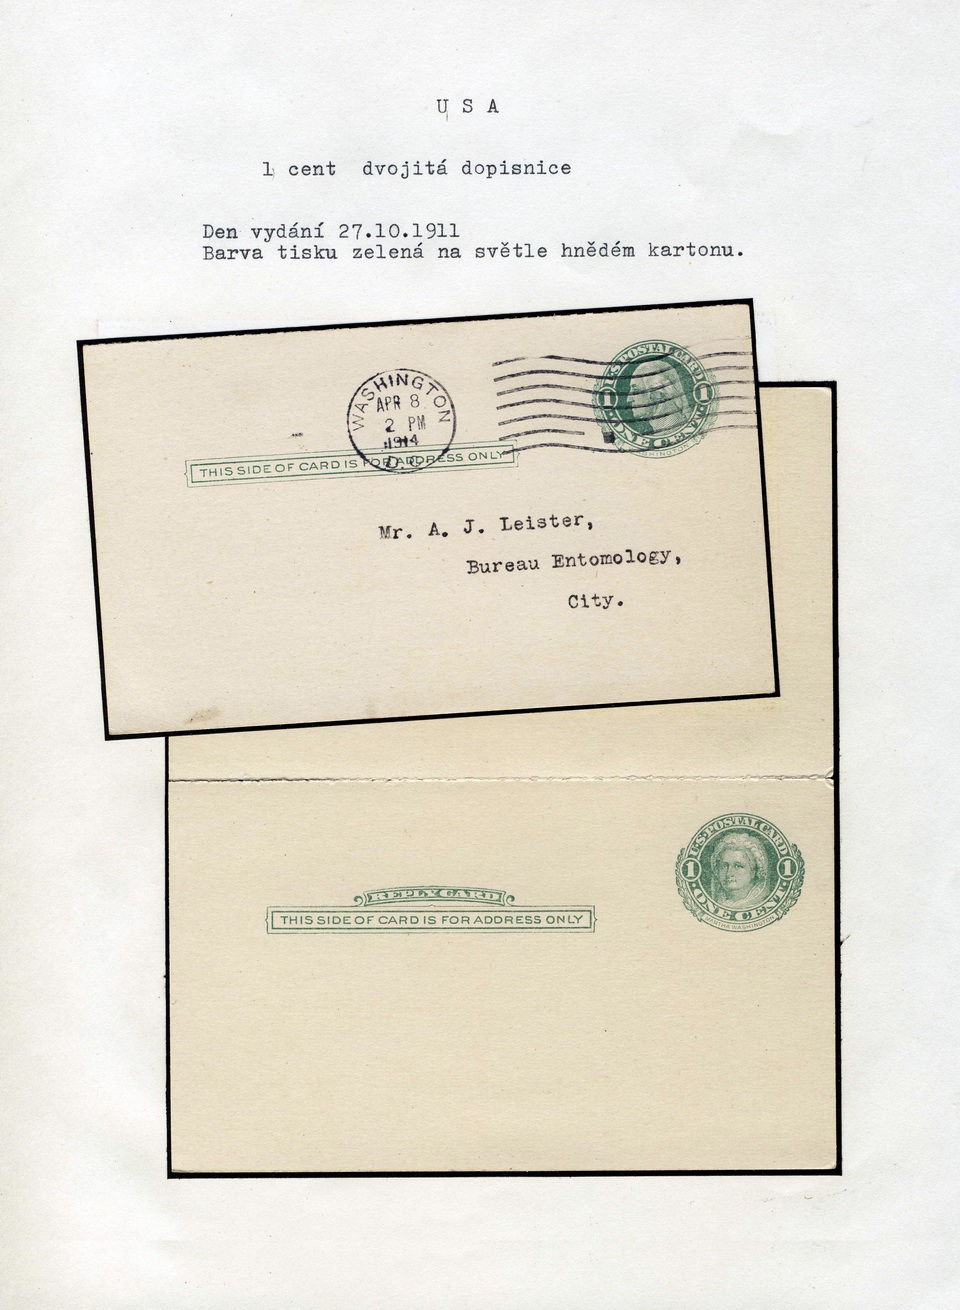 U S A
1 cent dvojitá dopisnice
Den vydání 27.10.1911
Barva tisku zelená na světle hnědém kartonu.
U·S·POSTAL CARD
1 1
ONE CENT
WASHINGTON
APR 8
2 PM
1914
D.C.
THIS SIDE OF CARD IS FOR ADDRESS ONLY
Mr. A. J. Leister,
Bureau Entomology,
City.
U·S·POSTAL CARD
1 1
ONE CENT
MARTHA WASHINGTON
REPLY CARD
THIS SIDE OF CARD IS FOR ADDRESS ONLY